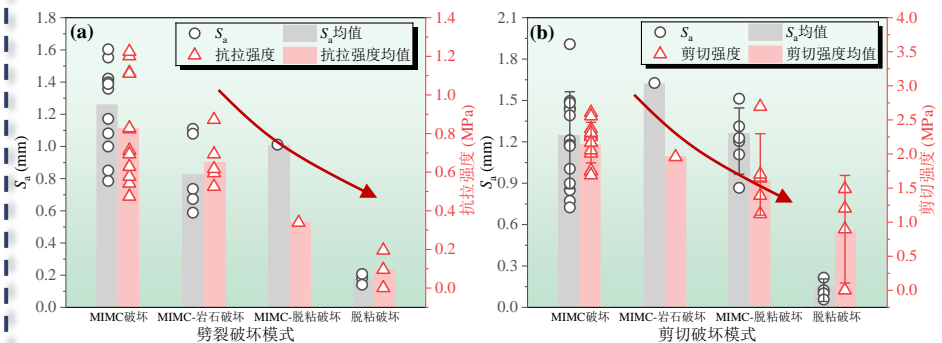 (a)
Sa
Sa均值
抗拉强度
抗拉强度均值
1.8
1.6
1.4
1.2
1.0
0.8
0.6
0.4
0.2
0.0
Sa (mm)
1.4
1.2
1.0
0.8
0.6
0.4
0.2
0.0
抗拉强度 (MPa)
MIMC破坏
MIMC-岩石破坏
MIMC-脱粘破坏
脱粘破坏
劈裂破坏模式
(b)
Sa
Sa均值
剪切强度
剪切强度均值
2.1
1.8
1.5
1.2
0.9
0.6
0.3
0.0
Sa (mm)
4.0
3.5
3.0
2.5
2.0
1.5
1.0
0.5
0.0
剪切强度 (MPa)
MIMC破坏
MIMC-岩石破坏
MIMC-脱粘破坏
脱粘破坏
剪切破坏模式